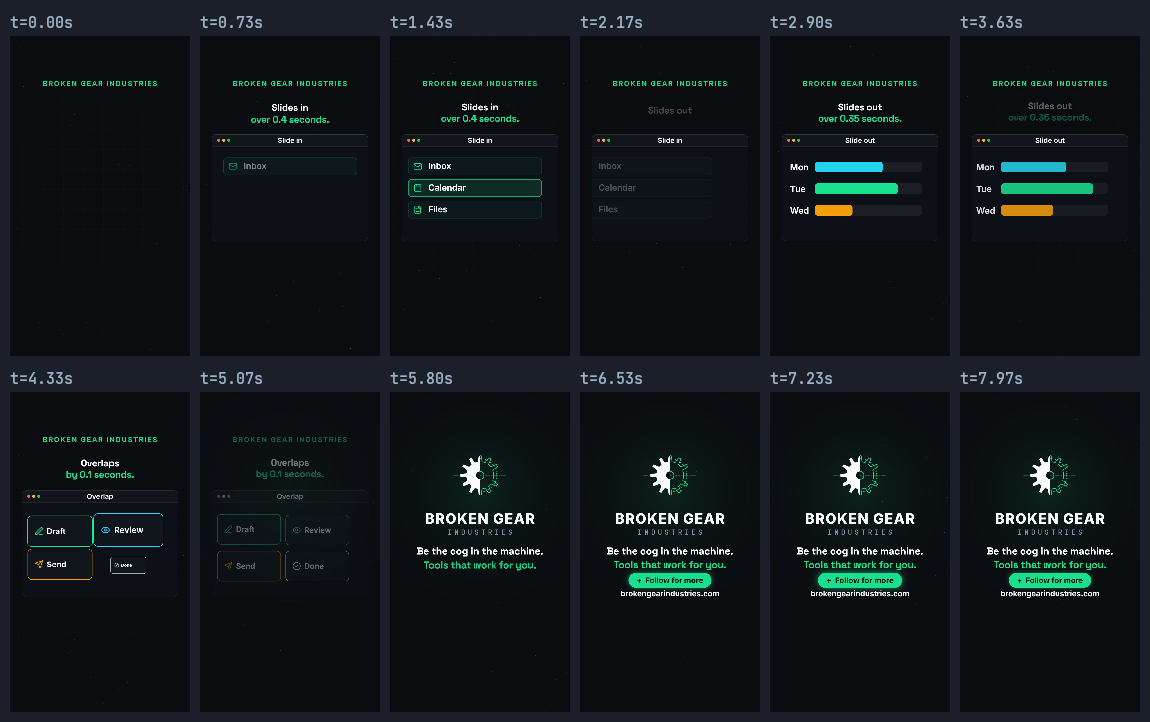 t=0.00s
t=0.73s
t=1.43s
t=2.17s
t=2.90s
t=3.63s
BROKEN GEAR INDUSTRIES
BROKEN GEAR INDUSTRIES
Slides in
over 0.4 seconds.
Slide in
Inbox
BROKEN GEAR INDUSTRIES
Slides in
over 0.4 seconds.
Slide in
Inbox
Calendar
Files
BROKEN GEAR INDUSTRIES
Slides out
Slide in
Inbox
Calendar
Files
BROKEN GEAR INDUSTRIES
Slides out
over 0.35 seconds.
Slide out
Mon
Tue
Wed
BROKEN GEAR INDUSTRIES
Slides out
over 0.35 seconds.
Slide out
Mon
Tue
Wed
t=4.33s
t=5.07s
t=5.80s
t=6.53s
t=7.23s
t=7.97s
BROKEN GEAR INDUSTRIES
Overlaps
by 0.1 seconds.
Overlap
Draft
Review
Send
Done
BROKEN GEAR INDUSTRIES
Overlaps
by 0.1 seconds.
Overlap
Draft
Review
Send
Done
BROKEN GEAR
INDUSTRIES
Be the cog in the machine.
Tools that work for you.
BROKEN GEAR
INDUSTRIES
Be the cog in the machine.
Tools that work for you.
+ Follow for more
brokengearindustries.com
BROKEN GEAR
INDUSTRIES
Be the cog in the machine.
Tools that work for you.
+ Follow for more
brokengearindustries.com
BROKEN GEAR
INDUSTRIES
Be the cog in the machine.
Tools that work for you.
+ Follow for more
brokengearindustries.com